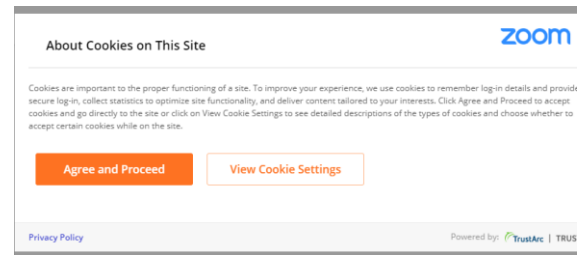 zoom
About Cookies on This Site
Cookies are important to the proper functioning of a site. To improve your experience, we use cookies to remember log-in details and provide
secure log-in, collect statistics to optimize site functionality, and deliver content tailored to your interests. Click Agree and Proceed to accept
cookies and go directly to the site or click on View Cookie Settings to see detailed descriptions of the types of cookies and choose whether to
accept certain cookies while on the site.
Agree and Proceed View Cookie Settings
Privacy Policy Powered by: TrustArc | TRUS